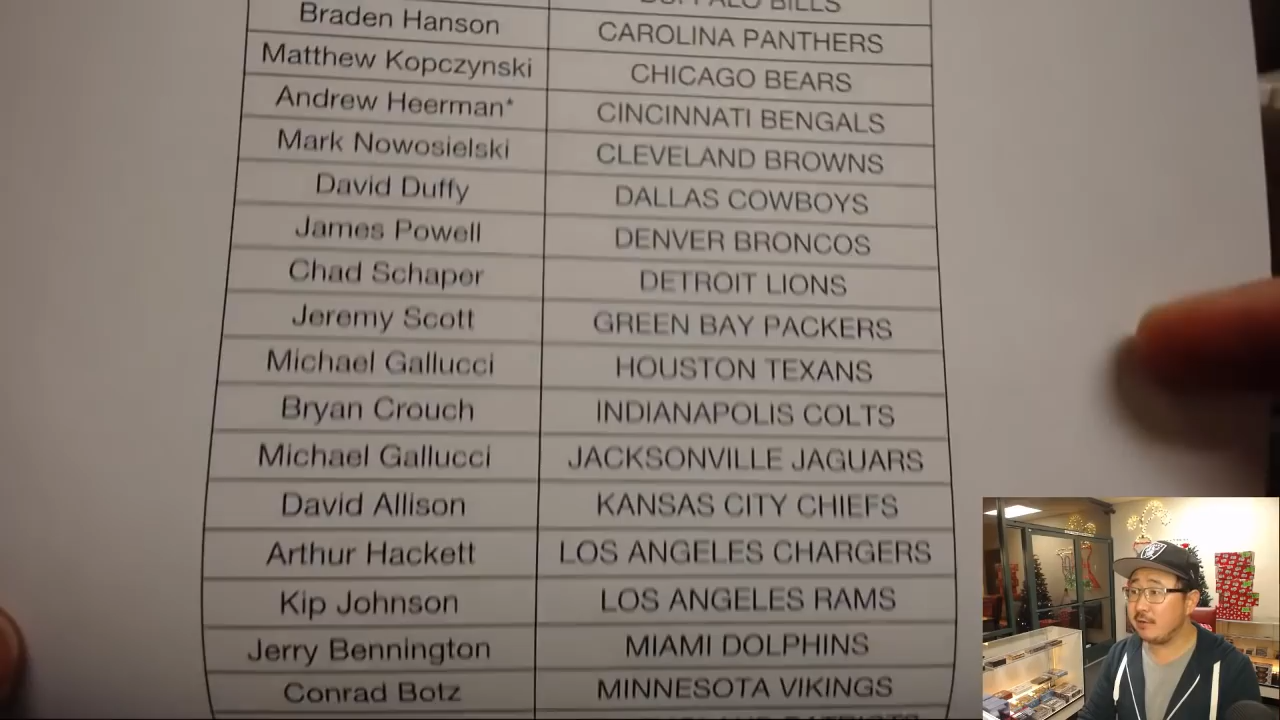 BUFFALO BILLS
Braden Hanson CAROLINA PANTHERS
Matthew Kopczynski CHICAGO BEARS
Andrew Heerman* CINCINNATI BENGALS
Mark Nowosielski CLEVELAND BROWNS
David Duffy DALLAS COWBOYS
James Powell DENVER BRONCOS
Chad Schaper DETROIT LIONS
Jeremy Scott GREEN BAY PACKERS
Michael Gallucci HOUSTON TEXANS
Bryan Crouch INDIANAPOLIS COLTS
Michael Gallucci JACKSONVILLE JAGUARS
David Allison KANSAS CITY CHIEFS
Arthur Hackett LOS ANGELES CHARGERS
Kip Johnson LOS ANGELES RAMS
Jerry Bennington MIAMI DOLPHINS
Conrad Botz MINNESOTA VIKINGS